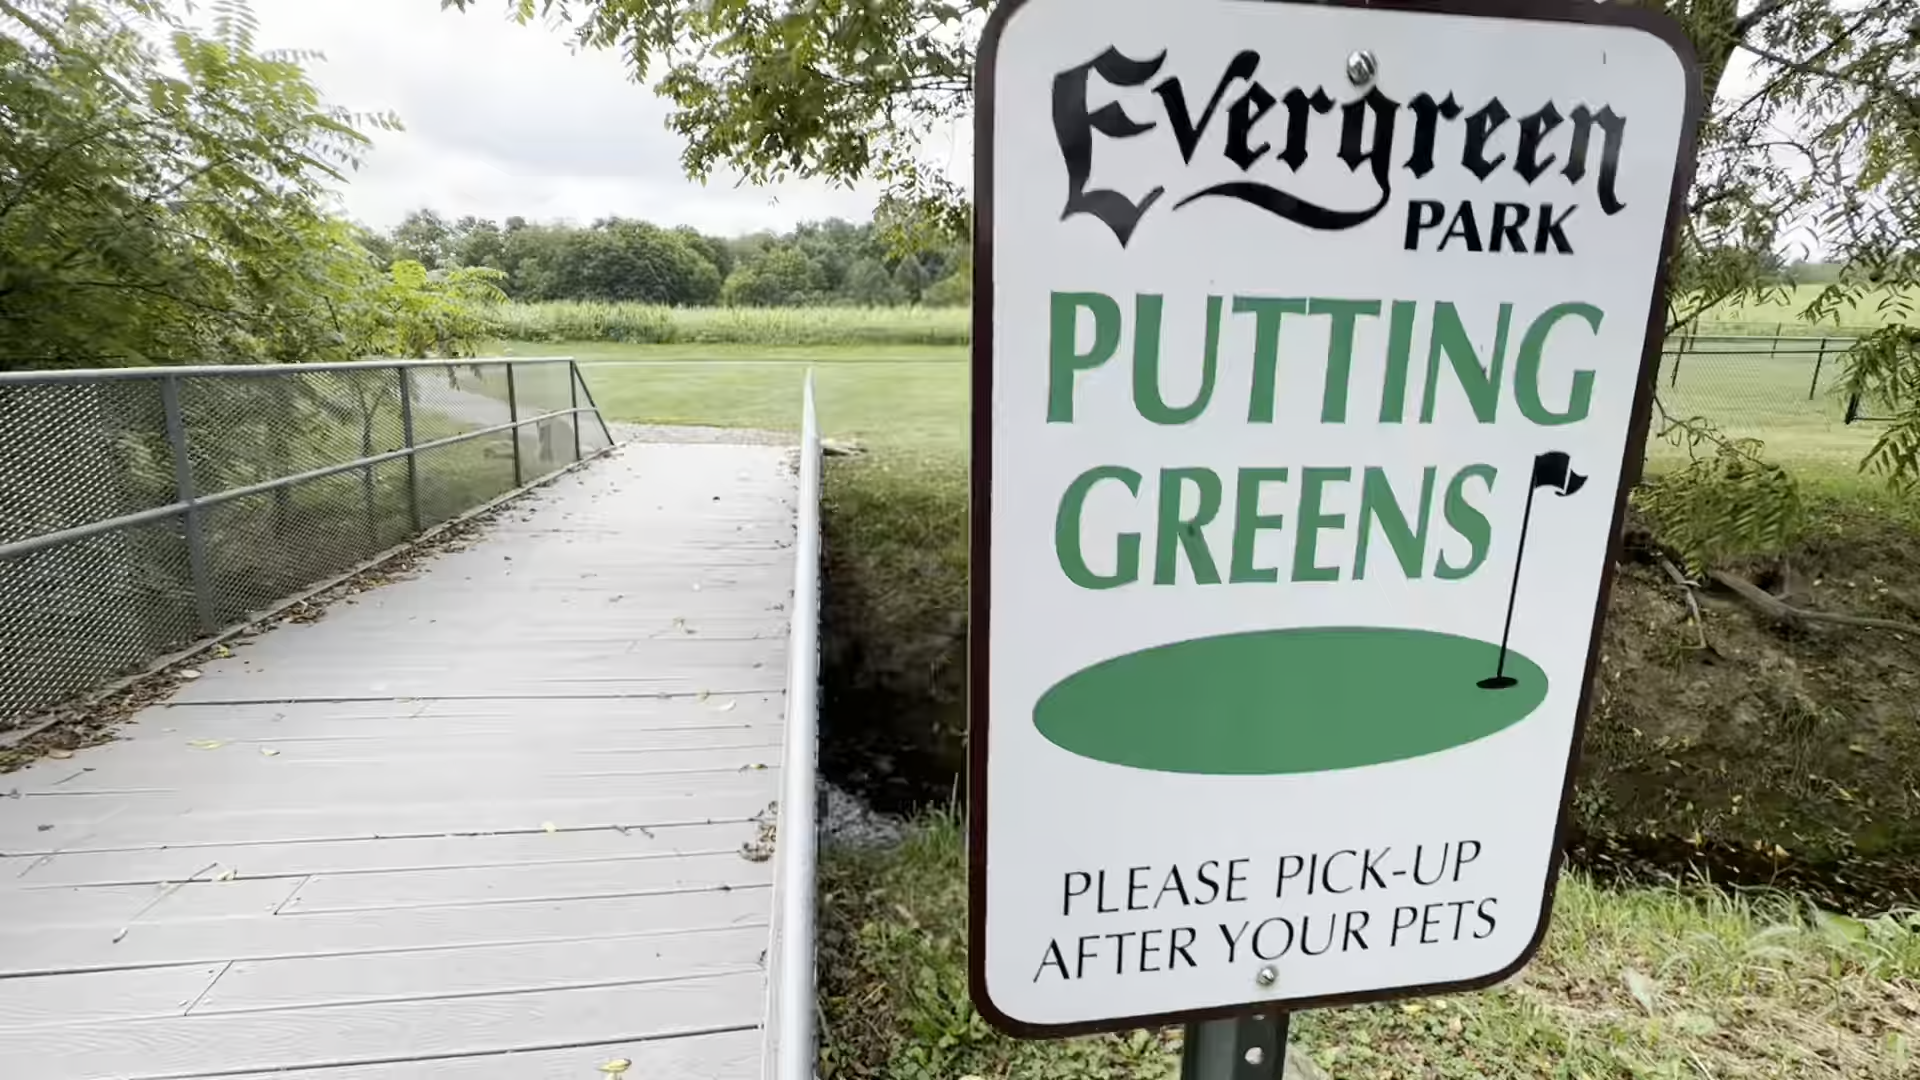 Evergreen
PARK
PUTTING
GREENS
PLEASE PICK-UP
AFTER YOUR PETS